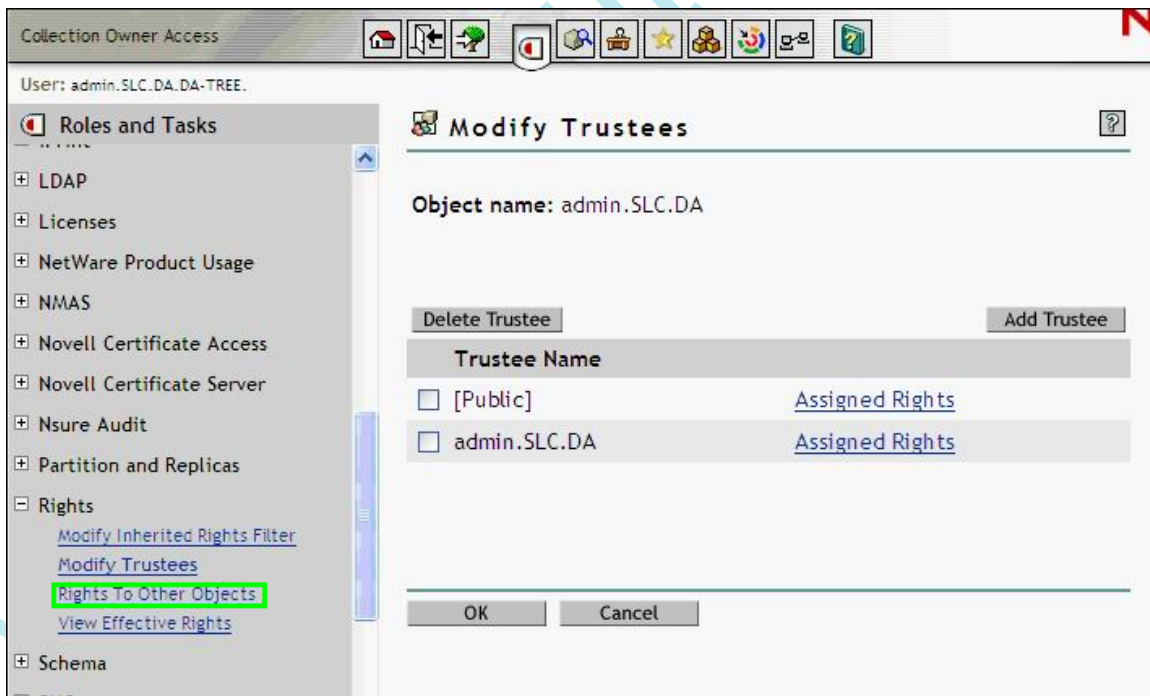 Collection Owner Access
N
User: admin.SLC.DA.DA-TREE.
Roles and Tasks
LDAP
Licenses
NetWare Product Usage
NMAS
Novell Certificate Access
Novell Certificate Server
Nsure Audit
Partition and Replicas
Rights
Modify Inherited Rights Filter
Modify Trustees
Rights To Other Objects
View Effective Rights
Schema
Modify Trustees
?
Object name: admin.SLC.DA
Delete Trustee Add Trustee
Trustee Name
[Public] Assigned Rights
admin.SLC.DA Assigned Rights
OK Cancel